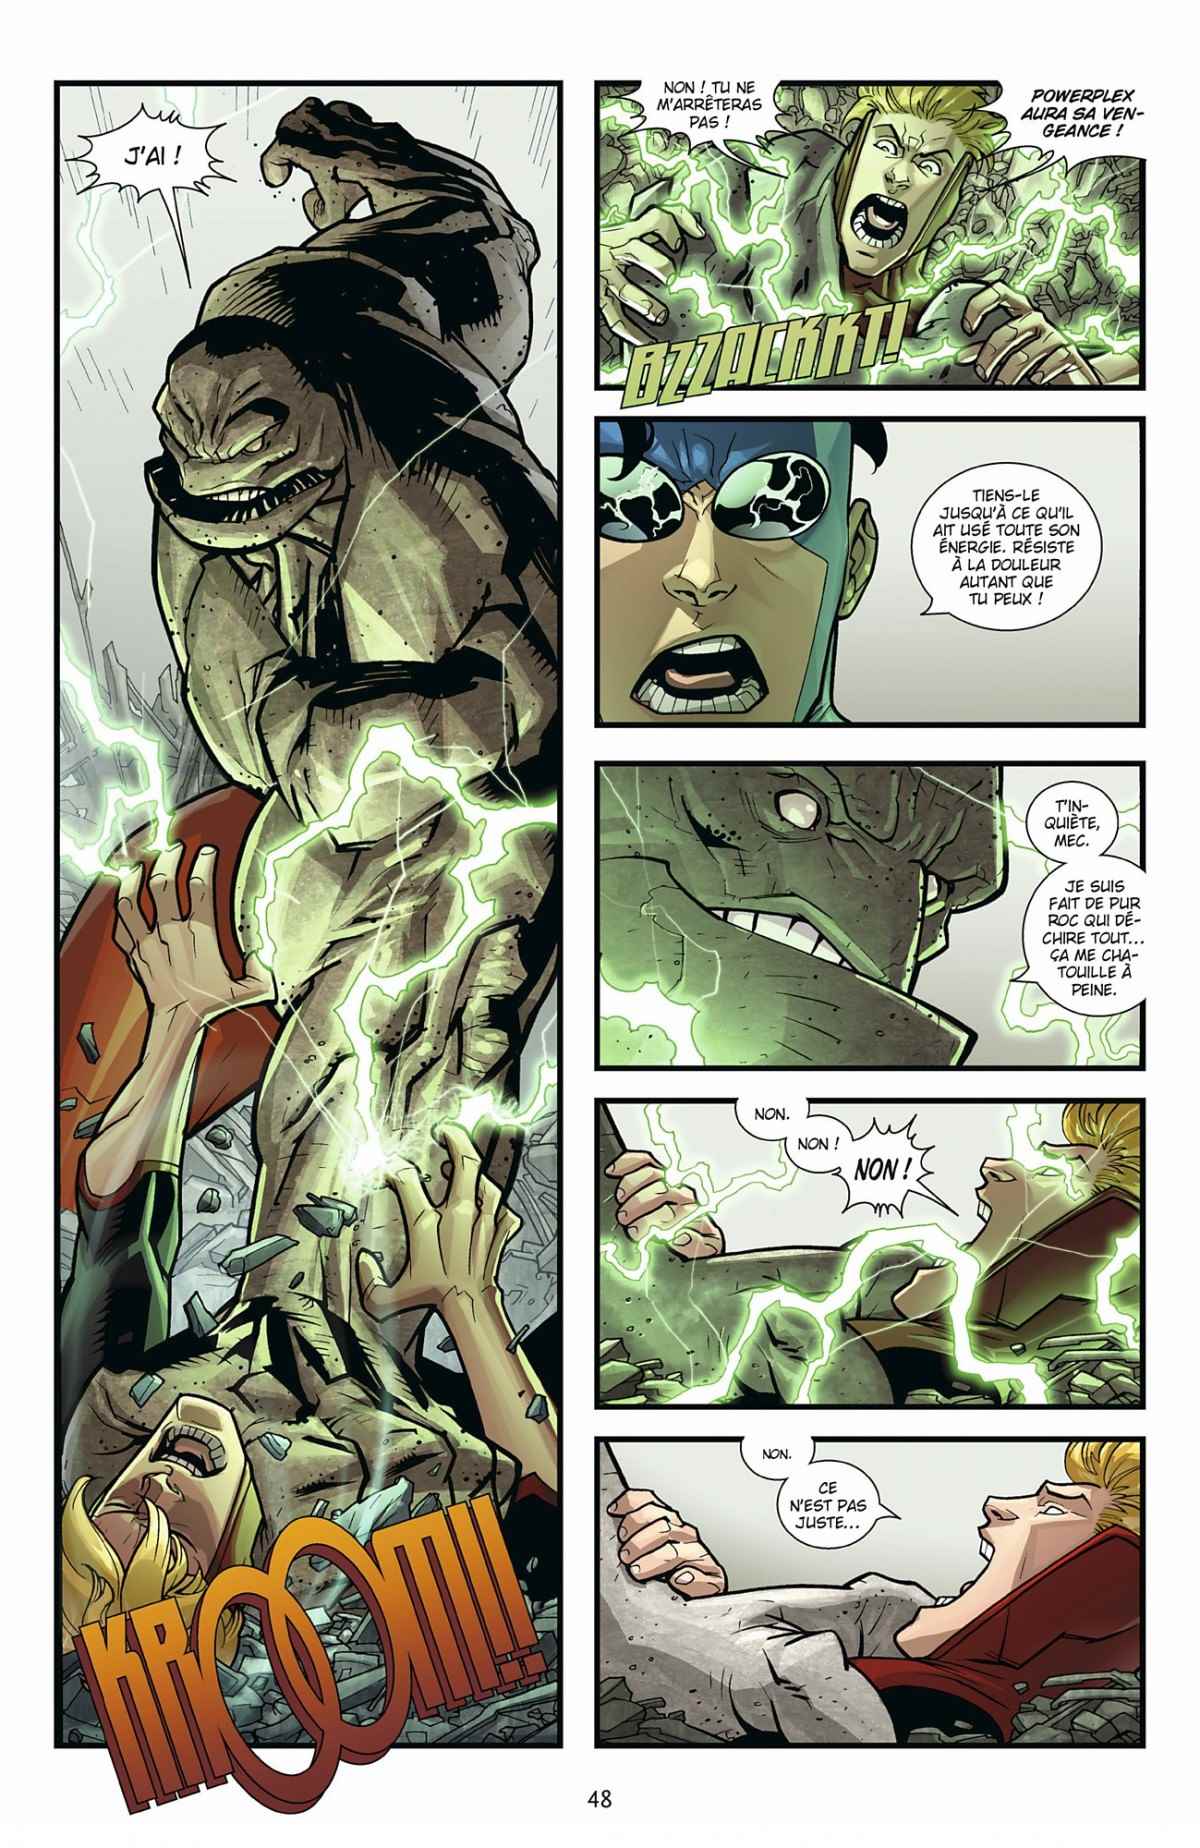 J'AI !
KROOM!!!
NON ! TU NE
M'ARRÊTERAS
PAS !
POWERPLEX
AURA SA VEN-
GEANCE !
BZZACKKKT!
TIENS-LE
JUSQU'À CE QU'IL
AIT USÉ TOUTE SON
ÉNERGIE. RÉSISTE
À LA DOULEUR
AUTANT QUE
TU PEUX !
T'IN-
QUIÈTE,
MEC.
JE SUIS
FAIT DE PUR
ROC QUI DÉ-
CHIRE TOUT...
ÇA ME CHA-
TOUILLE À
PEINE.
NON.
NON !
NON !
NON.
CE
N'EST PAS
JUSTE...
48